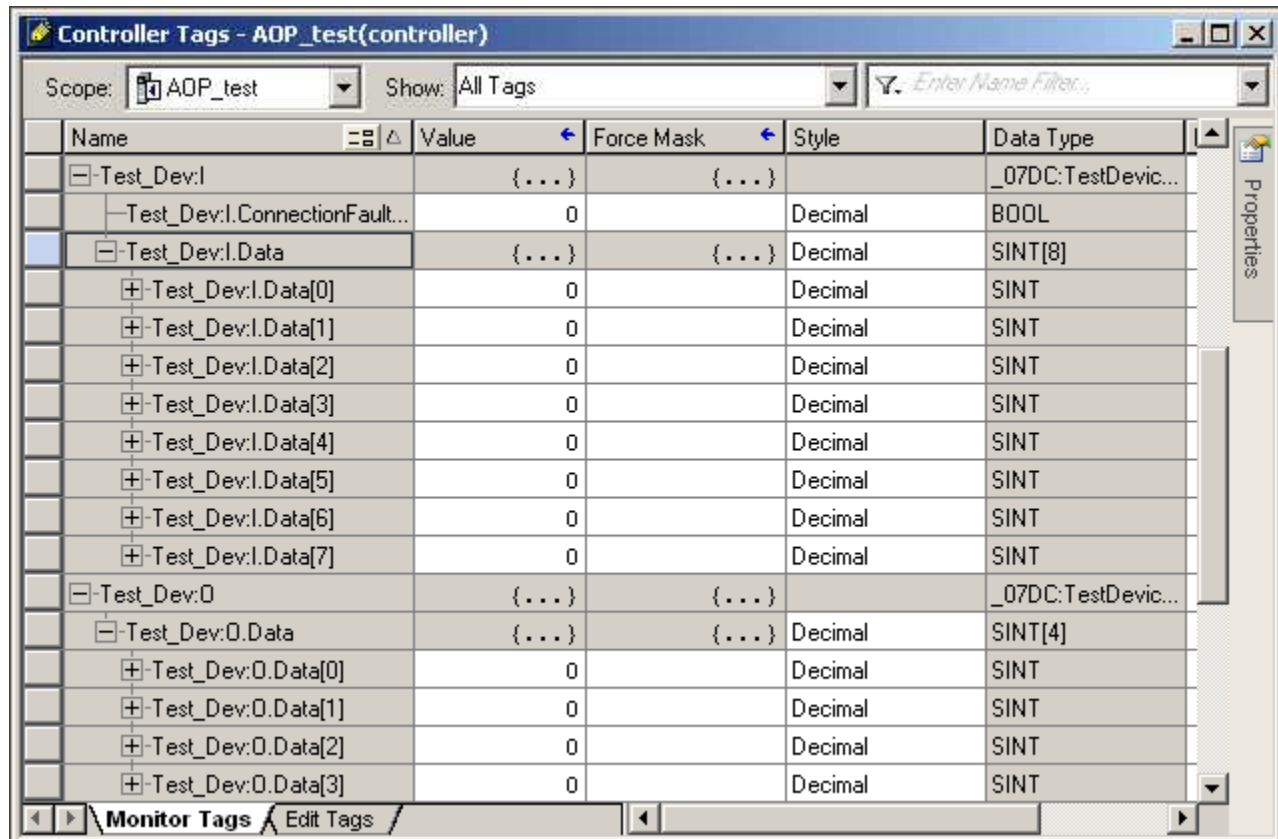 Controller Tags - AOP_test(controller)
Scope: AOP_test Show: All Tags Enter Name Filter...
Name Value Force Mask Style Data Type
Test_Dev:I {...} {...} _07DC:TestDevic...
Test_Dev:I.ConnectionFault... 0 Decimal BOOL
Test_Dev:I.Data {...} {...} Decimal SINT[8]
Test_Dev:I.Data[0] 0 Decimal SINT
Test_Dev:I.Data[1] 0 Decimal SINT
Test_Dev:I.Data[2] 0 Decimal SINT
Test_Dev:I.Data[3] 0 Decimal SINT
Test_Dev:I.Data[4] 0 Decimal SINT
Test_Dev:I.Data[5] 0 Decimal SINT
Test_Dev:I.Data[6] 0 Decimal SINT
Test_Dev:I.Data[7] 0 Decimal SINT
Test_Dev:O {...} {...} _07DC:TestDevic...
Test_Dev:O.Data {...} {...} Decimal SINT[4]
Test_Dev:O.Data[0] 0 Decimal SINT
Test_Dev:O.Data[1] 0 Decimal SINT
Test_Dev:O.Data[2] 0 Decimal SINT
Test_Dev:O.Data[3] 0 Decimal SINT
Monitor Tags Edit Tags
Properties